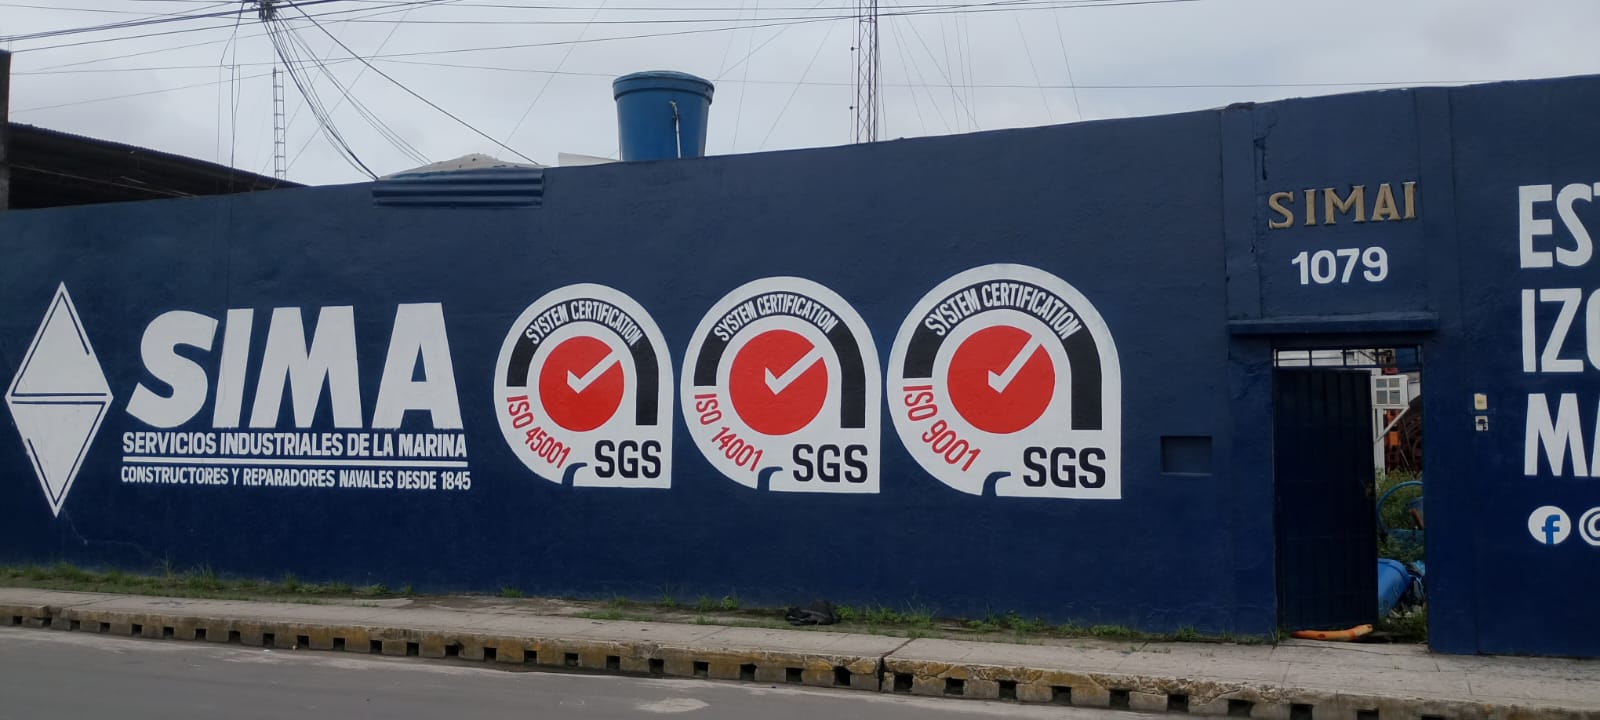 SIMA
SERVICIOS INDUSTRIALES DE LA MARINA
CONSTRUCTORES Y REPARADORES NAVALES DESDE 1845
SYSTEM CERTIFICATION
ISO 45001
SGS
SYSTEM CERTIFICATION
ISO 14001
SGS
SYSTEM CERTIFICATION
ISO 9001
SGS
SIMAI
1079